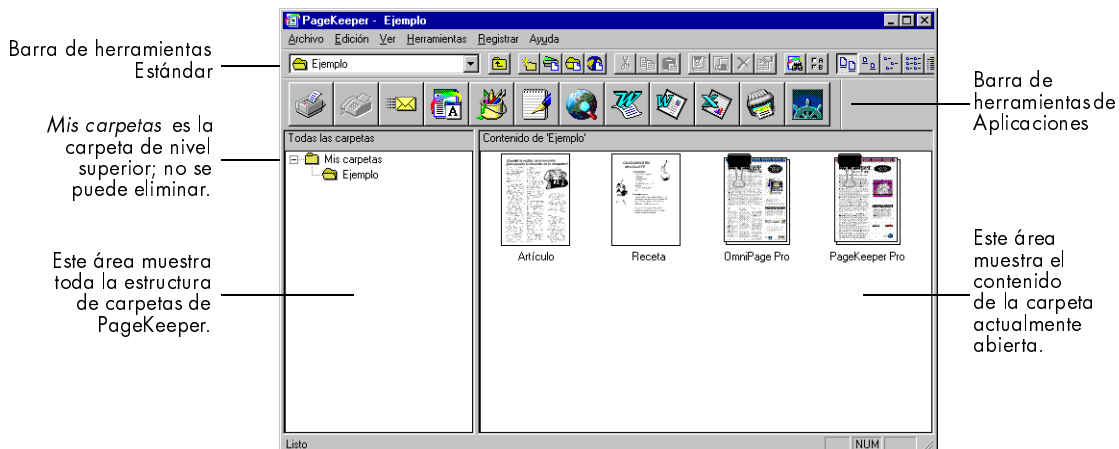 PageKeeper - Ejemplo
Archivo Edición Ver Herramientas Registrar Ayuda
Ejemplo
Barra de herramientas
Estándar
Barra de
herramientas de
Aplicaciones
Todas las carpetas
Contenido de 'Ejemplo'
Mis carpetas es la
carpeta de nivel
superior; no se
puede eliminar.
Mis carpetas
Ejemplo
Artículo
Receta
OmniPage Pro
PageKeeper Pro
Este área muestra
toda la estructura
de carpetas de
PageKeeper.
Este área
muestra el
contenido
de la carpeta
actualmente
abierta.
Listo
NUM